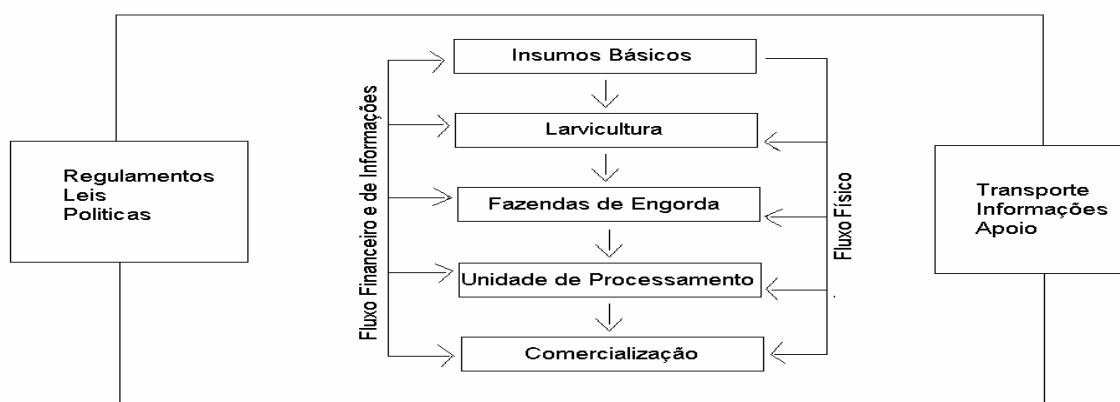 Insumos Básicos
Larvicultura
Fazendas de Engorda
Unidade de Processamento
Comercialização
Fluxo Financeiro e de Informações
Fluxo Físico
Regulamentos
Leis
Politicas
Transporte
Informações
Apoio